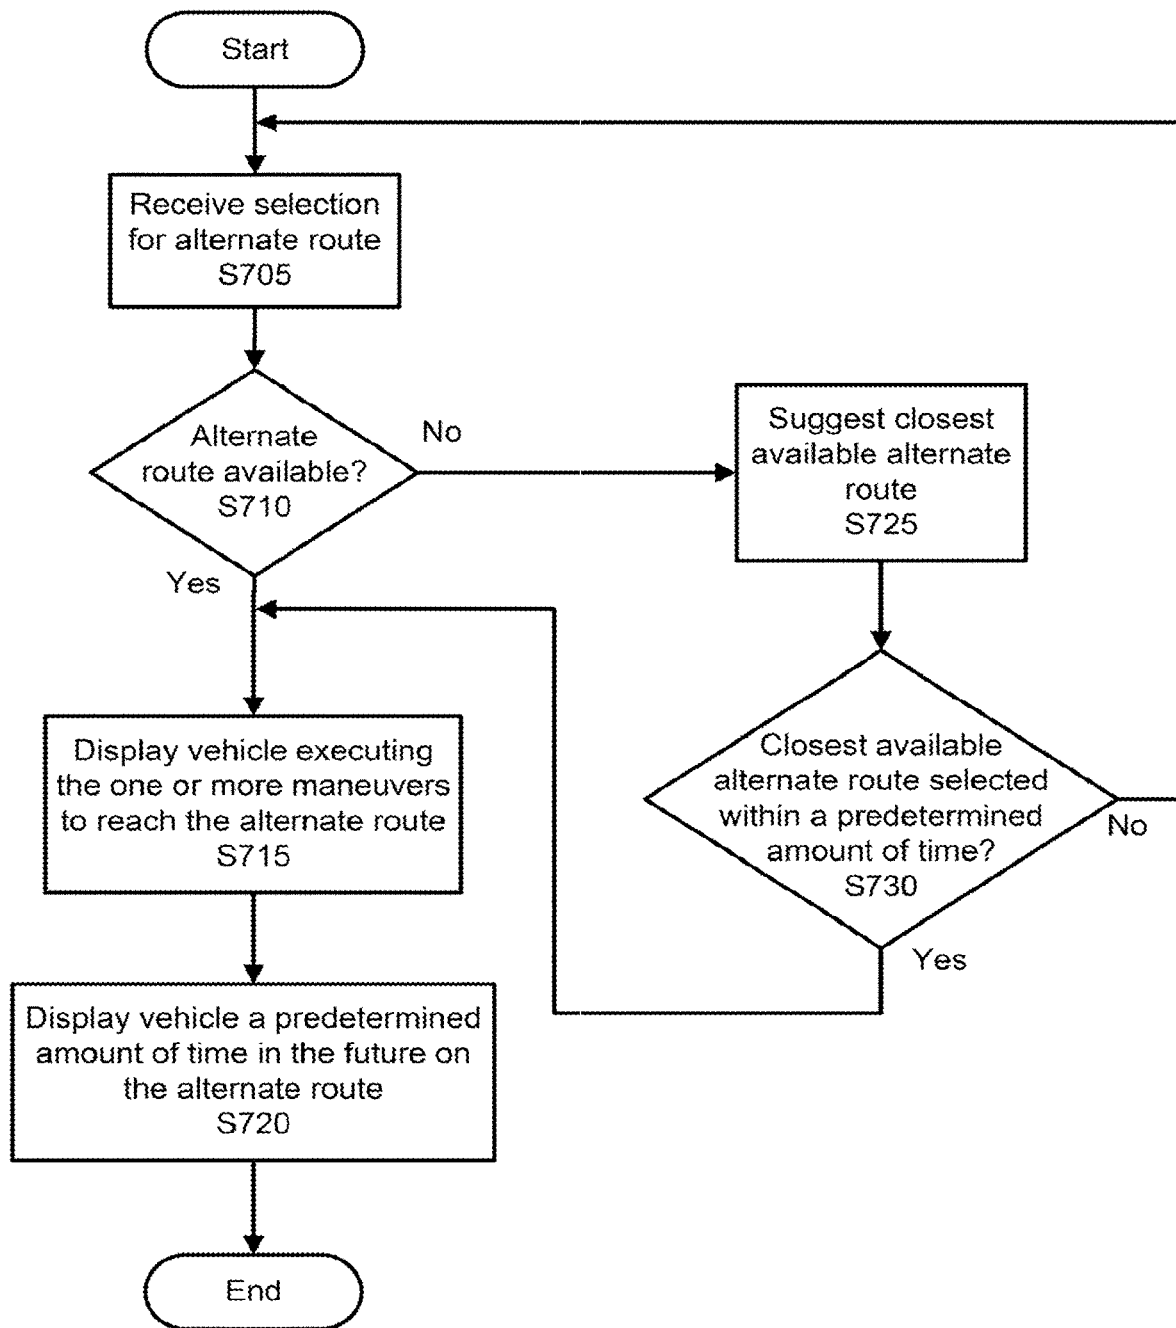 Start
Receive selection
for alternate route
S705
Alternate
route available?
S710
No
Yes
Suggest closest
available alternate
route
S725
Closest available
alternate route selected
within a predetermined
amount of time?
S730
No
Yes
Display vehicle executing
the one or more maneuvers
to reach the alternate route
S715
Display vehicle a predetermined
amount of time in the future on
the alternate route
S720
End